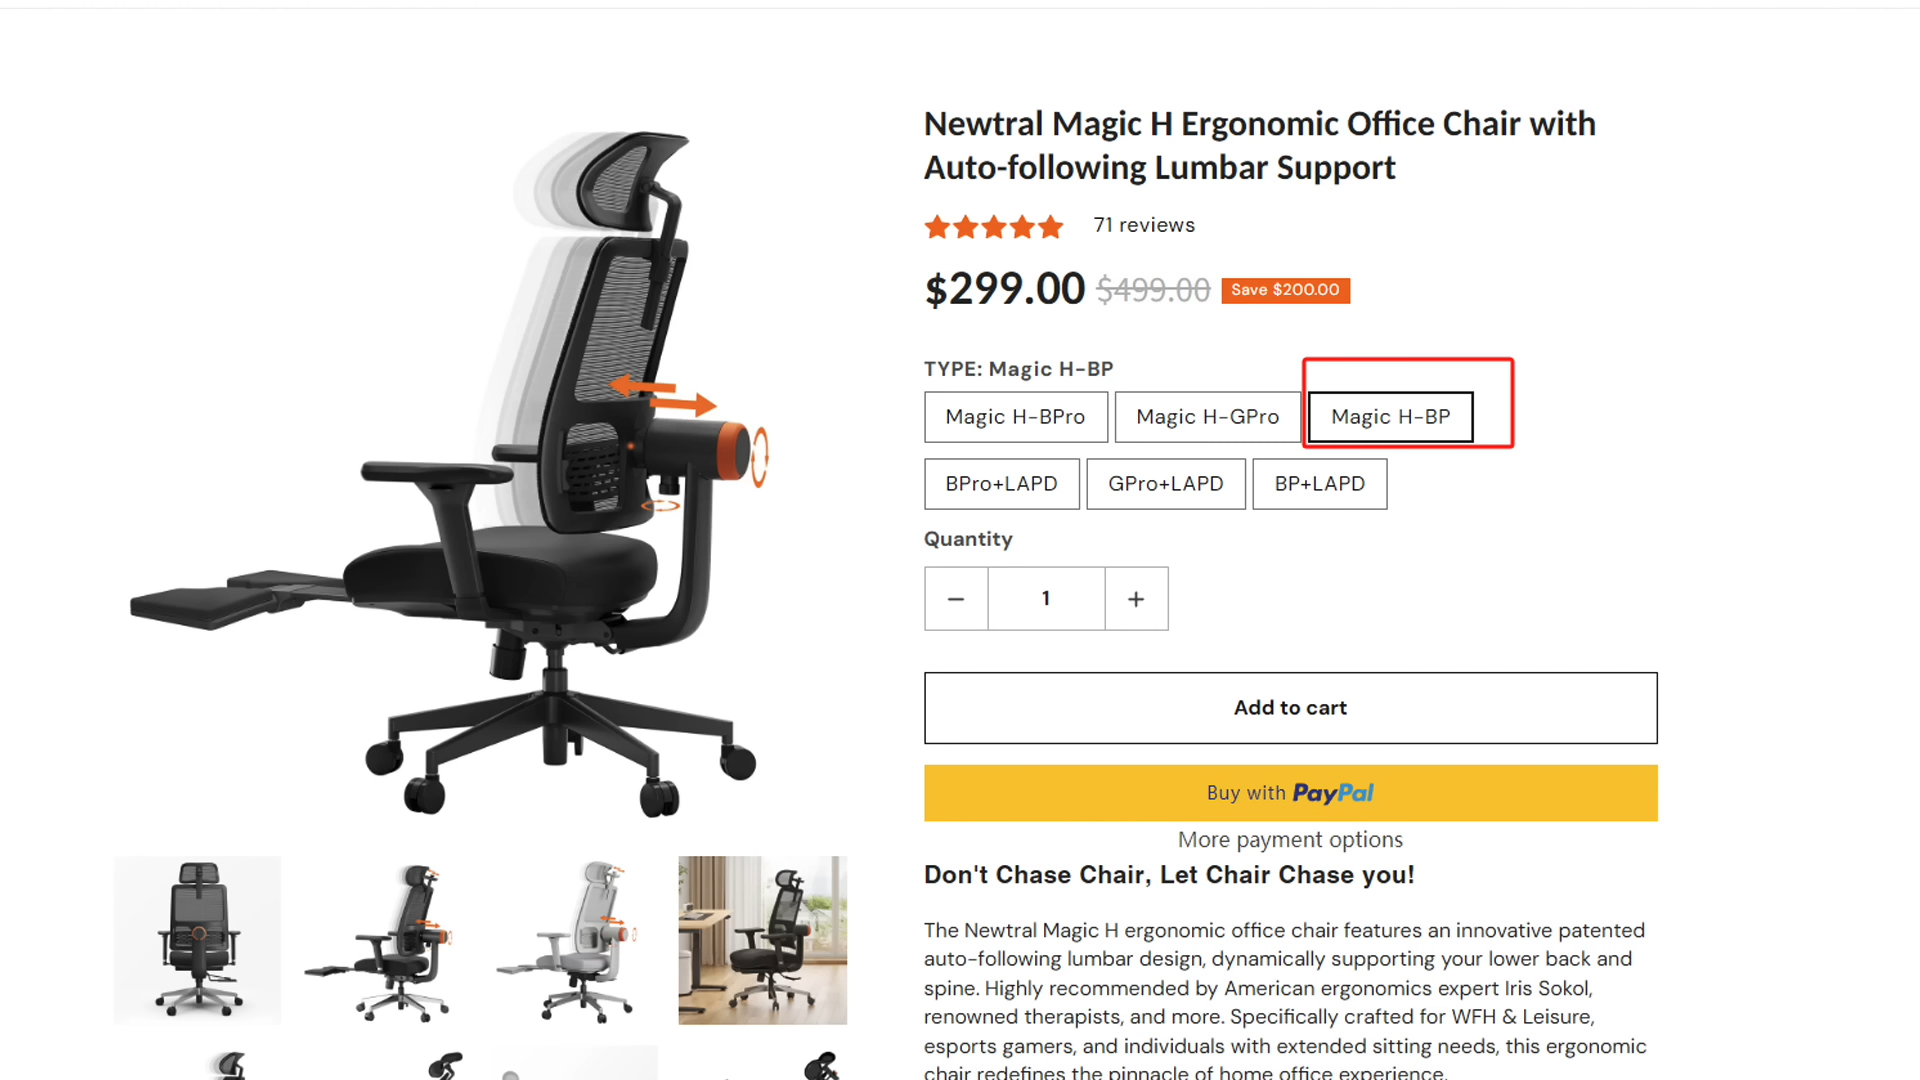 Newtral Magic H Ergonomic Office Chair with
Auto-following Lumbar Support
71 reviews
$299.00 $499.00 Save $200.00
TYPE: Magic H-BP
Magic H-BPro Magic H-GPro Magic H-BP
BPro+LAPD GPro+LAPD BP+LAPD
Quantity
− 1 +
Add to cart
Buy with PayPal
More payment options
Don't Chase Chair, Let Chair Chase you!
The Newtral Magic H ergonomic office chair features an innovative patented
auto-following lumbar design, dynamically supporting your lower back and
spine. Highly recommended by American ergonomics expert Iris Sokol,
renowned therapists, and more. Specifically crafted for WFH & Leisure,
esports gamers, and individuals with extended sitting needs, this ergonomic
chair redefines the pinnacle of home office experience.